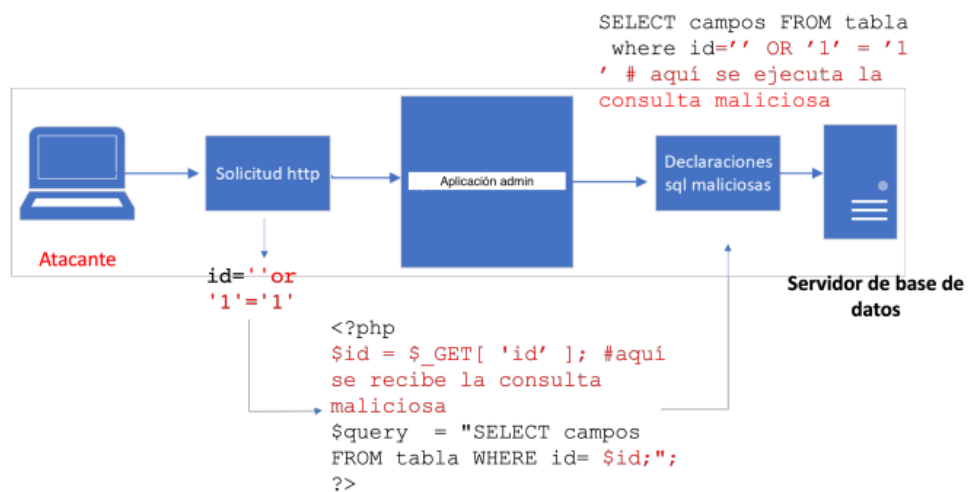 SELECT campos FROM tabla
where id=’’ OR ’1’ = ’1
’ # aquí se ejecuta la
consulta maliciosa
Solicitud http
Aplicación admin
Declaraciones
sql maliciosas
Atacante
id=''or
'1'='1'
Servidor de base de
datos
<?php
$id = $_GET[ 'id’ ]; #aquí
se recibe la consulta
maliciosa
$query = "SELECT campos
FROM tabla WHERE id= $id;";
?>